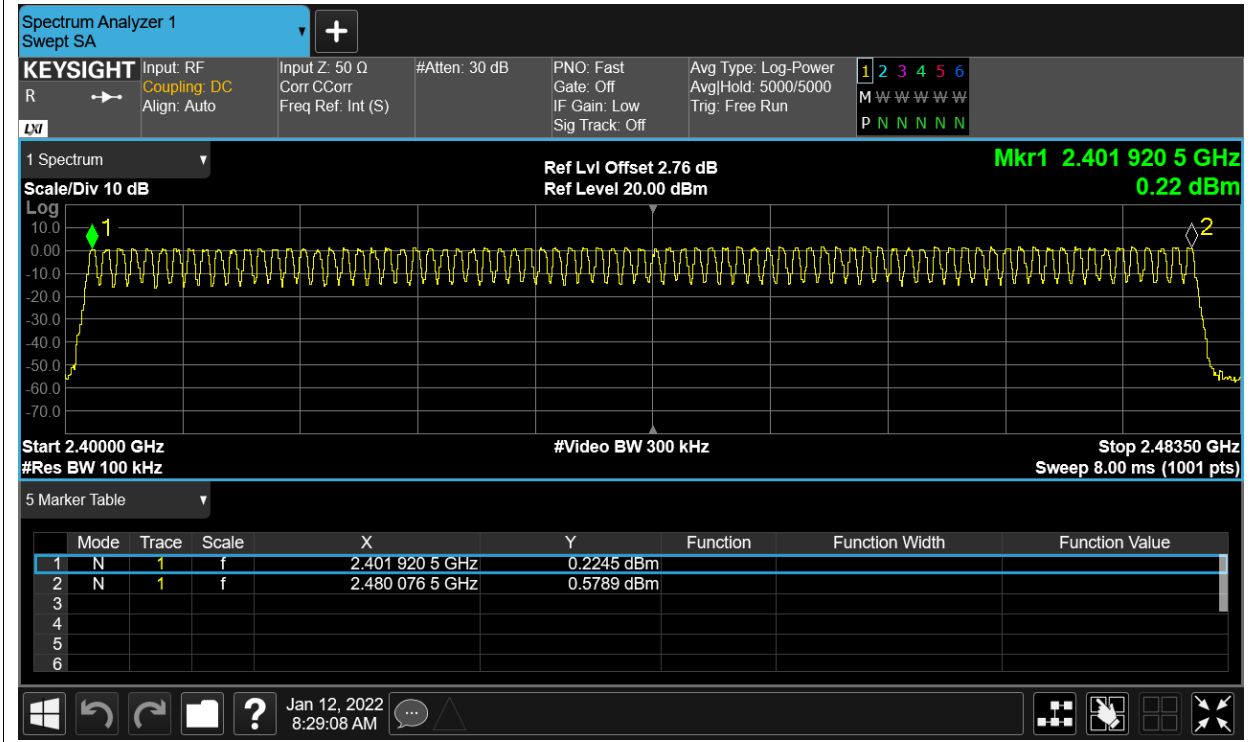 Spectrum Analyzer 1
Swept SA
KEYSIGHT
R
LXI
Input: RF
Coupling: DC
Align: Auto
Input Z: 50 Ω
Corr CCorr
Freq Ref: Int (S)
#Atten: 30 dB
PNO: Fast
Gate: Off
IF Gain: Low
Sig Track: Off
Avg Type: Log-Power
Avg|Hold: 5000/5000
Trig: Free Run
1 2 3 4 5 6
M W W W W W
P N N N N N
1 Spectrum
Scale/Div 10 dB
Ref Lvl Offset 2.76 dB
Ref Level 20.00 dBm
Mkr1 2.401 920 5 GHz
0.22 dBm
Log
10.0
0.00
-10.0
-20.0
-30.0
-40.0
-50.0
-60.0
-70.0
1
2
Start 2.40000 GHz
#Res BW 100 kHz
#Video BW 300 kHz
Stop 2.48350 GHz
Sweep 8.00 ms (1001 pts)
5 Marker Table
Mode Trace Scale X Y Function Function Width Function Value
1 N 1 f 2.401 920 5 GHz 0.2245 dBm
2 N 1 f 2.480 076 5 GHz 0.5789 dBm
3
4
5
6
?
Jan 12, 2022
8:29:08 AM